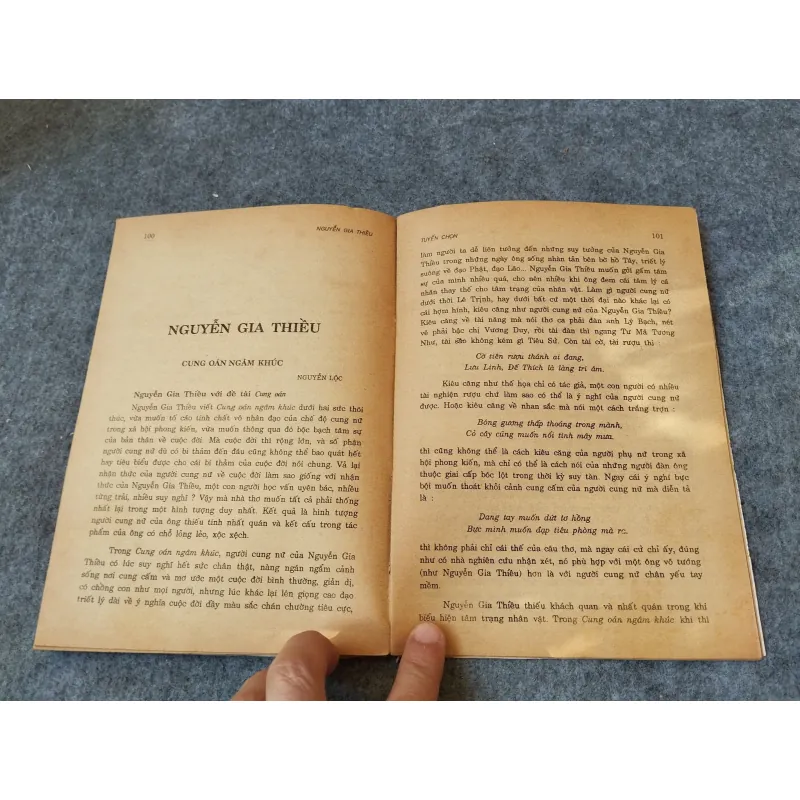 100
NGUYỄN GIA THIỀU
NGUYỄN GIA THIỀU
CUNG OÁN NGÂM KHÚC
NGUYỄN LỘC
Nguyễn Gia Thiều với đề tài Cung oán
Nguyễn Gia Thiều viết Cung oán ngâm khúc dưới hai sức thôi
thúc, vừa muốn tố cáo tính chất vô nhân đạo của chế độ cung nữ
trong xã hội phong kiến, vừa muốn thông qua đó bộc bạch tâm sự
của bản thân về cuộc đời. Mà cuộc đời thì rộng lớn, và số phận
người cung nữ dù có bi thảm đến đâu cũng không thể bao quát hết
hay tiêu biểu được cho cái bi thảm của cuộc đời nói chung. Vả lại
nhận thức của người cung nữ về cuộc đời làm sao giống với nhận
thức của Nguyễn Gia Thiều, một con người học vấn uyên bác, nhiều
từng trải, nhiều suy nghĩ ? Vậy mà nhà thơ muốn tất cả phải thống
nhất lại trong một hình tượng duy nhất. Kết quả là hình tượng
người cung nữ của ông thiếu tính nhất quán và kết cấu trong tác
phẩm của ông có chỗ lỏng lẻo, xộc xệch.
Trong Cung oán ngâm khúc, người cung nữ của Nguyễn Gia
Thiều có lúc suy nghĩ hết sức chân thật, nàng ngán ngẩm cảnh
sống nơi cung cấm và mơ ước một cuộc đời bình thường, giản dị,
có chồng con như mọi người, nhưng lúc khác lại lên giọng cao đạo
triết lý dài về ý nghĩa cuộc đời đầy màu sắc chán chường tiêu cực,
TUYỂN CHỌN
101
làm người ta dễ liên tưởng đến những suy tưởng của Nguyễn Gia
Thiều trong những ngày ông sống nhàn tản bên bờ hồ Tây, triết lý
suông về đạo Phật, đạo Lão... Nguyễn Gia Thiều muốn gởi gấm tâm
sự của mình nhiều quá, cho nên nhiều khi ông đem cái tâm lý cá
nhân thay thế cho tâm trạng của nhân vật. Làm gì người cung nữ
dưới thời Lê Trịnh, hay dưới bất cứ một thời đại nào khác lại có
cái hợm hĩnh, kiêu căng như người cung nữ của Nguyễn Gia Thiều?
Kiêu căng về tài năng mà nói thơ ca phải đàn anh Lý Bạch, nét
vẽ phải bậc chị Vương Duy, rồi tài đàn thì ngang Tư Mã Tương
Như, tài sáo không kém gì Tiêu Sử. Còn tài cờ, tài rượu thì
Cờ tiên rượu thánh ai đang,
Lưu Linh, Đế Thích là làng tri âm.
Kiêu căng như thế họa chỉ có tác giả, một con người có nhiều
tài nghiện rượu chứ làm sao có thể là ý nghĩ của người cung nữ
được. Hoặc kiêu căng về nhan sắc mà nói một cách trắng trợn :
Bóng gương thấp thoáng trong mành,
Cỏ cây cũng muốn nổi tình mây mưa.
thì cũng không thể là cách kiêu căng của người phụ nữ trong xã
hội phong kiến, mà chỉ có thể là cách nói của những người đàn ông
thuộc giai cấp bóc lột trong thời kỳ suy tàn. Ngay cái ý nghĩ bực
bội muốn thoát khỏi cảnh cung cấm của người cung nữ mà diễn tả
là :
Dang tay muốn dứt tơ hồng
Bực mình muốn đạp tiêu phòng mà ra.
thì không phải chỉ cái thế của câu thơ, mà ngay cái cử chỉ ấy, đúng
như có nhà nghiên cứu nhận xét, nó phù hợp với một ông võ tướng
(như Nguyễn Gia Thiều) hơn là với người cung nữ chân yếu tay
mềm.
Nguyễn Gia Thiều thiếu khách quan và nhất quán trong khi
biểu hiện tâm trạng nhân vật. Trong Cung oán ngâm khúc khi thì